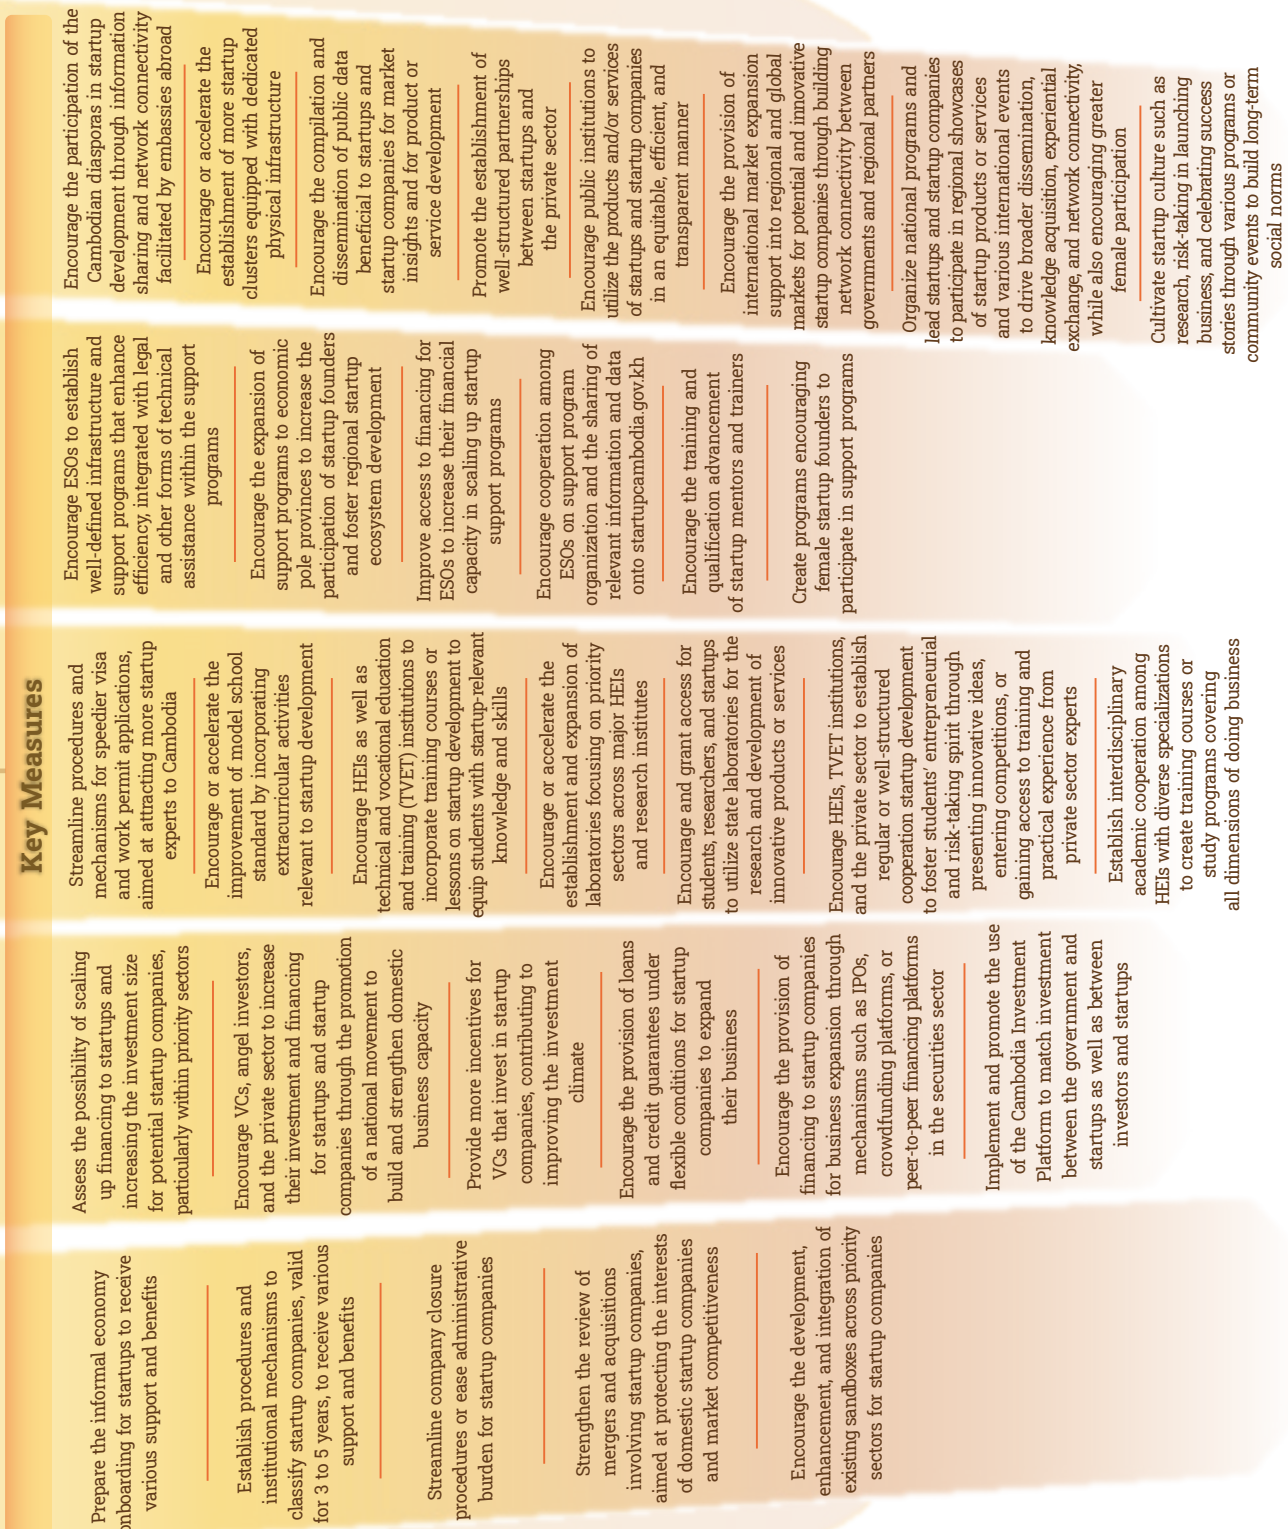 Key Measures
Prepare the informal economy
onboarding for startups to receive
various support and benefits
Establish procedures and
institutional mechanisms to
classify startup companies, valid
for 3 to 5 years, to receive various
support and benefits
Streamline company closure
procedures or ease administrative
burden for startup companies
Strengthen the review of
mergers and acquisitions
involving startup companies,
aimed at protecting the interests
of domestic startup companies
and market competitiveness
Encourage the development,
enhancement, and integration of
existing sandboxes across priority
sectors for startup companies
Assess the possibility of scaling
up financing to startups and
increasing the investment size
for potential startup companies,
particularly within priority sectors
Encourage VCs, angel investors,
and the private sector to increase
their investment and financing
for startups and startup
companies through the promotion
of a national movement to
build and strengthen domestic
business capacity
Provide more incentives for
VCs that invest in startup
companies, contributing to
improving the investment
climate
Encourage the provision of loans
and credit guarantees under
flexible conditions for startup
companies to expand
their business
Encourage the provision of
financing to startup companies
for business expansion through
mechanisms such as IPOs,
crowdfunding platforms, or
peer-to-peer financing platforms
in the securities sector
Implement and promote the use
of the Cambodia Investment
Platform to match investment
between the government and
startups as well as between
investors and startups
Streamline procedures and
mechanisms for speedier visa
and work permit applications,
aimed at attracting more startup
experts to Cambodia
Encourage or accelerate the
improvement of model school
standard by incorporating
extracurricular activities
relevant to startup development
Encourage HEIs as well as
technical and vocational education
and training (TVET) institutions to
incorporate training courses or
lessons on startup development to
equip students with startup-relevant
knowledge and skills
Encourage or accelerate the
establishment and expansion of
laboratories focusing on priority
sectors across major HEIs
and research institutes
Encourage and grant access for
students, researchers, and startups
to utilize state laboratories for the
research and development of
innovative products or services
Encourage HEIs, TVET institutions,
and the private sector to establish
regular or well-structured
cooperation startup development
to foster students' entrepreneurial
and risk-taking spirit through
presenting innovative ideas,
entering competitions, or
gaining access to training and
practical experience from
private sector experts
Establish interdisciplinary
academic cooperation among
HEIs with diverse specializations
to create training courses or
study programs covering
all dimensions of doing business
Encourage ESOs to establish
well-defined infrastructure and
support programs that enhance
efficiency, integrated with legal
and other forms of technical
assistance within the support
programs
Encourage the expansion of
support programs to economic
pole provinces to increase the
participation of startup founders
and foster regional startup
ecosystem development
Improve access to financing for
ESOs to increase their financial
capacity in scaling up startup
support programs
Encourage cooperation among
ESOs on support program
organization and the sharing of
relevant information and data
onto startupcambodia.gov.kh
Encourage the training and
qualification advancement
of startup mentors and trainers
Create programs encouraging
female startup founders to
participate in support programs
Encourage the participation of the
Cambodian diasporas in startup
development through information
sharing and network connectivity
facilitated by embassies abroad
Encourage or accelerate the
establishment of more startup
clusters equipped with dedicated
physical infrastructure
Encourage the compilation and
dissemination of public data
beneficial to startups and
startup companies for market
insights and for product or
service development
Promote the establishment of
well-structured partnerships
between startups and
the private sector
Encourage public institutions to
utilize the products and/or services
of startups and startup companies
in an equitable, efficient, and
transparent manner
Encourage the provision of
international market expansion
support into regional and global
markets for potential and innovative
startup companies through building
network connectivity between
governments and regional partners
Organize national programs and
lead startups and startup companies
to participate in regional showcases
of startup products or services
and various international events
to drive broader dissemination,
knowledge acquisition, experiential
exchange, and network connectivity,
while also encouraging greater
female participation
Cultivate startup culture such as
research, risk-taking in launching
business, and celebrating success
stories through various programs or
community events to build long-term
social norms